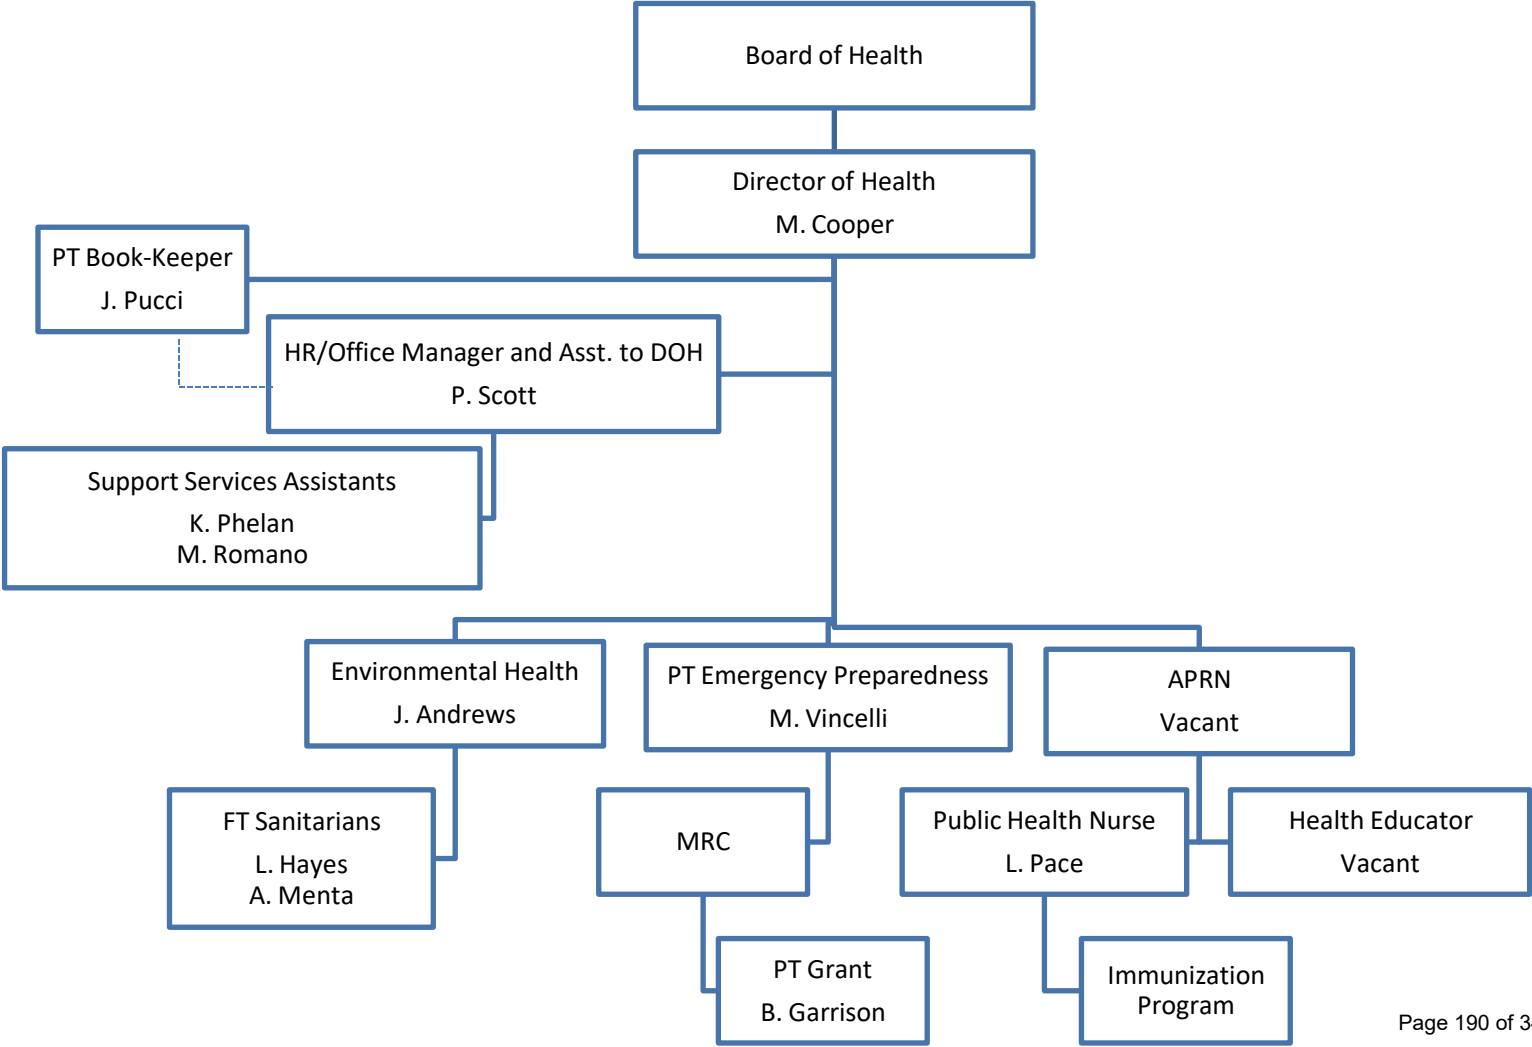 Board of Health
Director of Health
M. Cooper
PT Book-Keeper
J. Pucci
HR/Office Manager and Asst. to DOH
P. Scott
Support Services Assistants
K. Phelan
M. Romano
Environmental Health
J. Andrews
PT Emergency Preparedness
M. Vincelli
APRN
Vacant
FT Sanitarians
L. Hayes
A. Menta
MRC
Public Health Nurse
L. Pace
Health Educator
Vacant
PT Grant
B. Garrison
Immunization
Program
Page 190 of